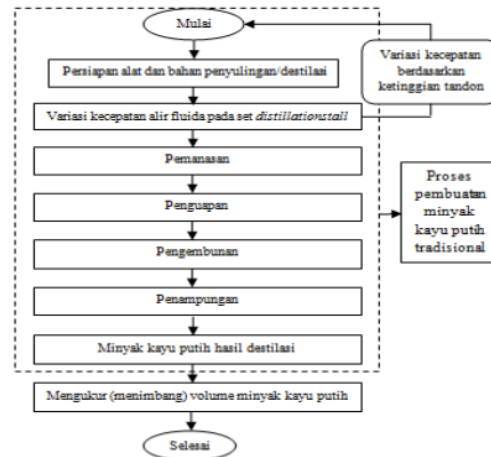 Mulai
Persiapan alat dan bahan penyulingan/destilasi
Variasi kecepatan alir fluida pada set distillationstall
Pemanasan
Penguapan
Pengembunan
Penampungan
Minyak kayu putih hasil destilasi
Mengukur (menimbang) volume minyak kayu putih
Selesai
Variasi kecepatan
berdasarkan
ketinggian tandon
Proses
pembuatan
minyak
kayu putih
tradisional